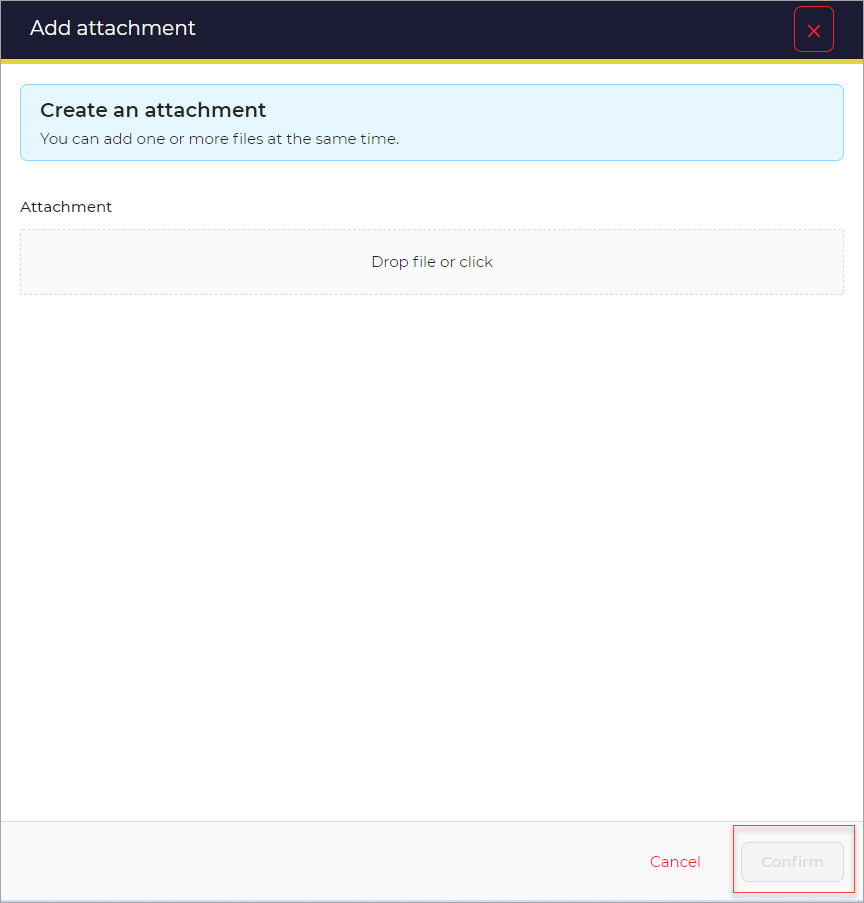 Add attachment
Create an attachment
You can add one or more files at the same time.
Attachment
Drop file or click
Cancel
Confirm